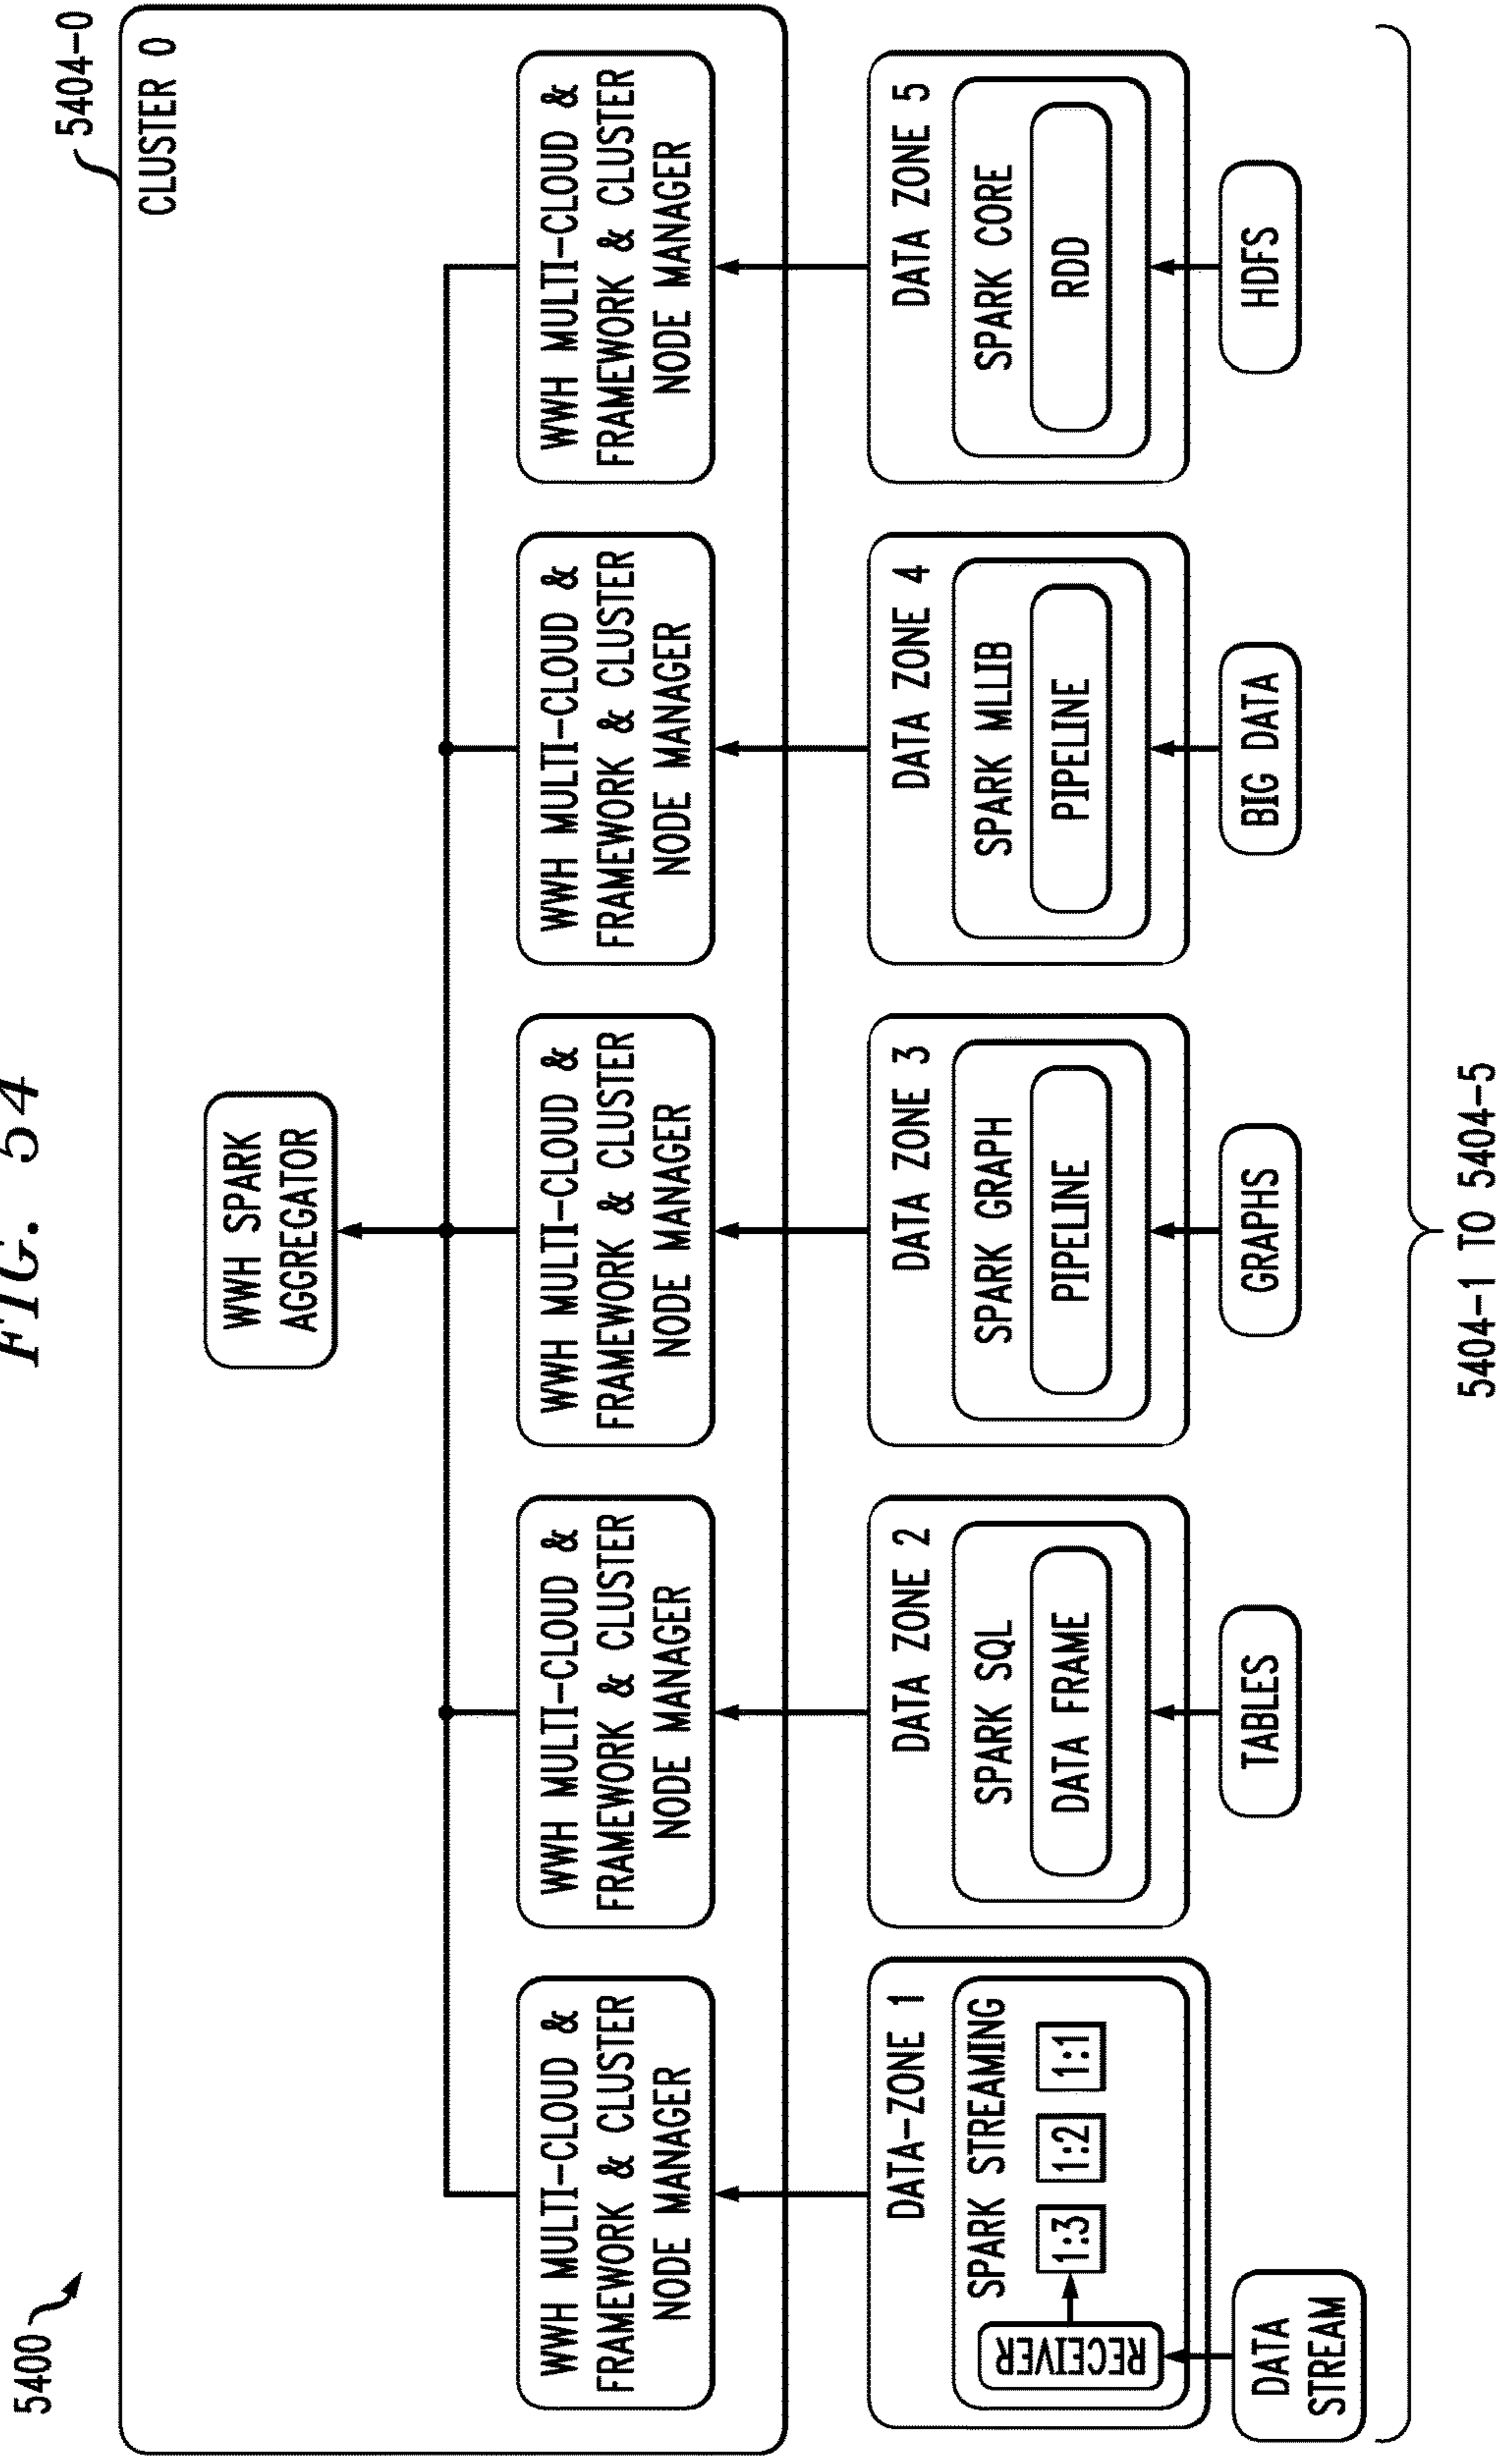 FIG. 54
5400
5404-0
CLUSTER 0
WWH SPARK
AGGREGATOR
WWH MULTI-CLOUD &
FRAMEWORK & CLUSTER
NODE MANAGER
WWH MULTI-CLOUD &
FRAMEWORK & CLUSTER
NODE MANAGER
WWH MULTI-CLOUD &
FRAMEWORK & CLUSTER
NODE MANAGER
WWH MULTI-CLOUD &
FRAMEWORK & CLUSTER
NODE MANAGER
WWH MULTI-CLOUD &
FRAMEWORK & CLUSTER
NODE MANAGER
DATA-ZONE 1
SPARK STREAMING
RECEIVER
1:3
1:2
1:1
DATA
STREAM
DATA ZONE 2
SPARK SQL
DATA FRAME
TABLES
DATA ZONE 3
SPARK GRAPH
PIPELINE
GRAPHS
DATA ZONE 4
SPARK MLLIB
PIPELINE
BIG DATA
DATA ZONE 5
SPARK CORE
RDD
HDFS
5404-1 TO 5404-5